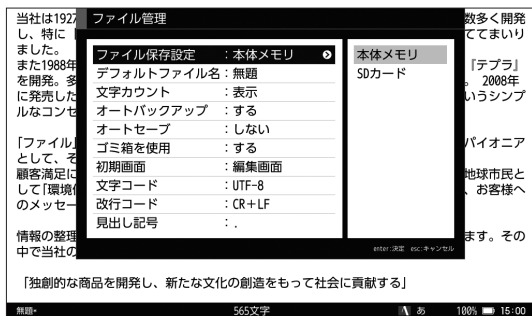 ファイル管理
ファイル保存設定 ：本体メモリ
デフォルトファイル名：無題
文字カウント ：表示
オートバックアップ ：する
オートセーブ ：しない
ゴミ箱を使用 ：する
初期画面 ：編集画面
文字コード ：UTF-8
改行コード ：CR+LF
見出し記号 ：.
本体メモリ
SDカード
enter:決定 esc:キャンセル
当社は1927
数多く開発
し、特に「
ててまいり
ました。
また1988年
『テプラ』
を開発。多
。 2008年
に発売した
いうシンプ
ルなコンセ
「ファイル」
パイオニア
として、そ
顧客満足に
地球市民と
して「環境
、お客様へ
のメッセー
情報の整理
ます。その
中で当社の
「独創的な商品を開発し、新たな文化の創造をもって社会に貢献する」
無題* 565文字 A あ 100% 15:00